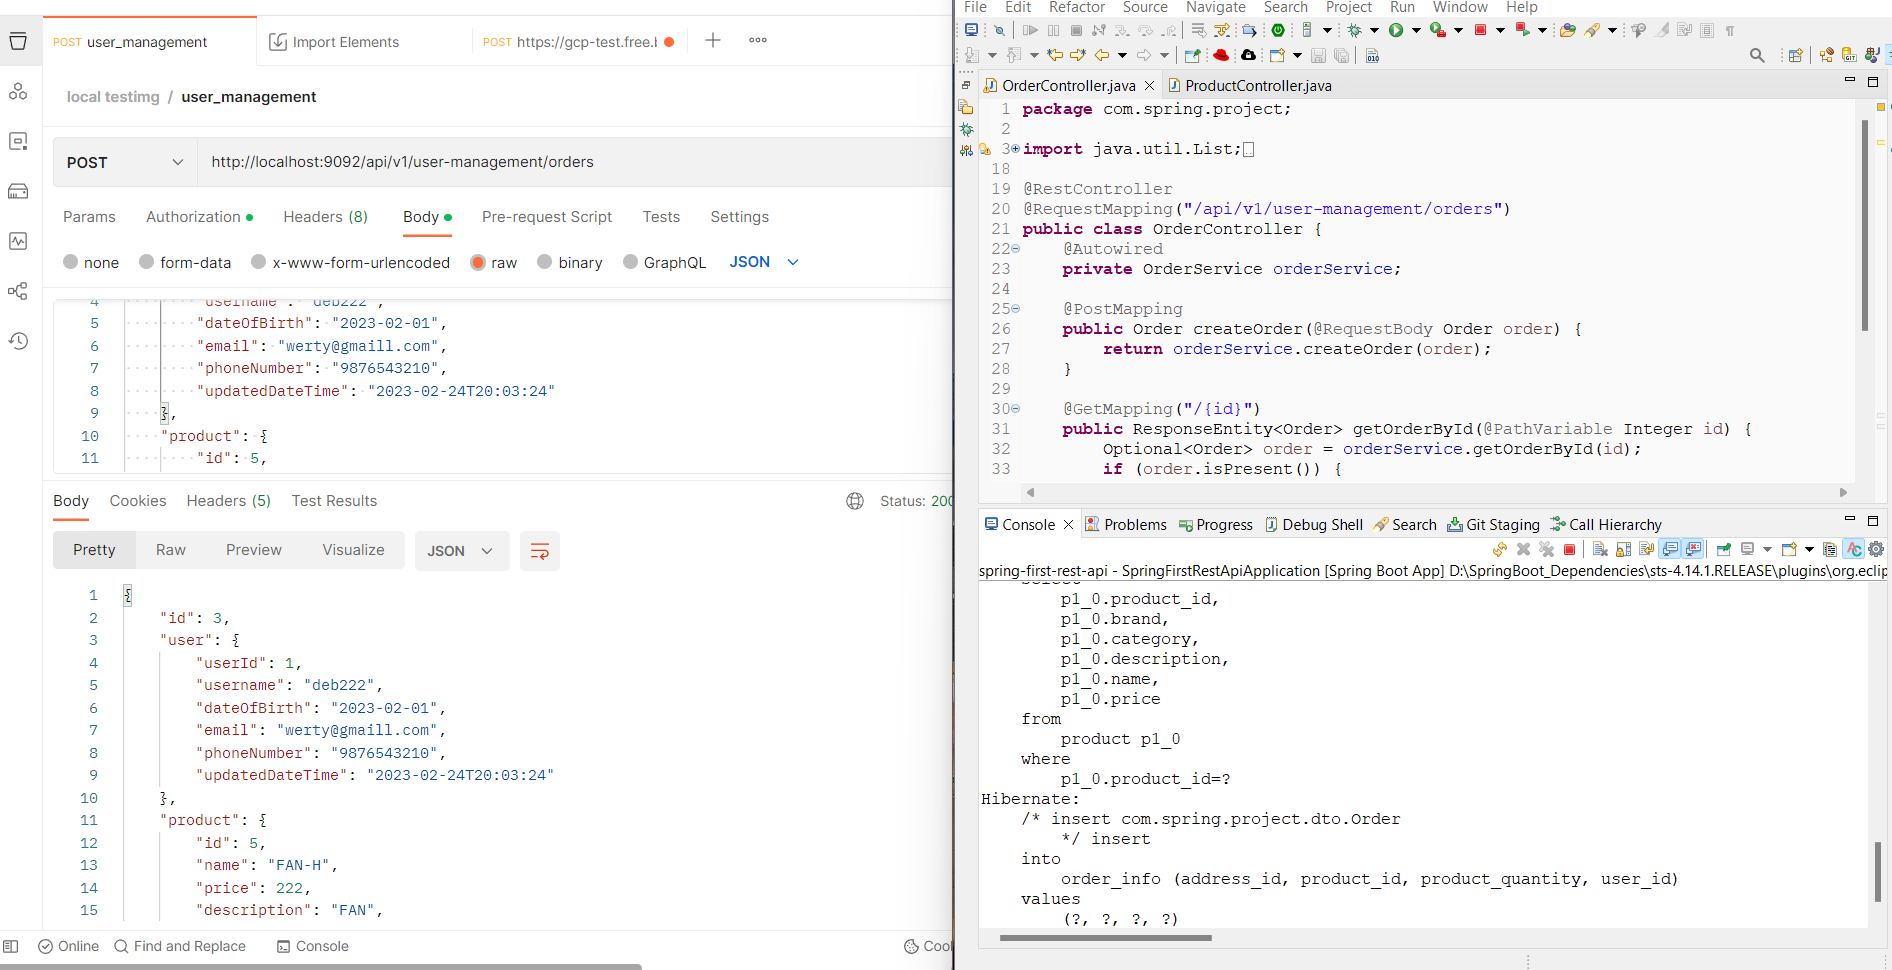 POST user_management
Import Elements
POST https://gcp-test.free.b
local testimg / user_management
POST
http://localhost:9092/api/v1/user-management/orders
Params Authorization Headers (8) Body Pre-request Script Tests Settings
none form-data x-www-form-urlencoded raw binary GraphQL JSON
4 "username": "deb222",
5 "dateOfBirth": "2023-02-01",
6 "email": "werty@gmaill.com",
7 "phoneNumber": "9876543210",
8 "updatedDateTime": "2023-02-24T20:03:24"
9 },
10 "product": {
11 "id": 5,
Body Cookies Headers (5) Test Results
Status: 200
Pretty Raw Preview Visualize JSON
1 {
2 "id": 3,
3 "user": {
4 "userId": 1,
5 "username": "deb222",
6 "dateOfBirth": "2023-02-01",
7 "email": "werty@gmaill.com",
8 "phoneNumber": "9876543210",
9 "updatedDateTime": "2023-02-24T20:03:24"
10 },
11 "product": {
12 "id": 5,
13 "name": "FAN-H",
14 "price": 222,
15 "description": "FAN",
Online Find and Replace Console
Cool
File Edit Refactor Source Navigate Search Project Run Window Help
OrderController.java ProductController.java
1 package com.spring.project;
2
3 import java.util.List;
18
19 @RestController
20 @RequestMapping("/api/v1/user-management/orders")
21 public class OrderController {
22 @Autowired
23 private OrderService orderService;
24
25 @PostMapping
26 public Order createOrder(@RequestBody Order order) {
27 return orderService.createOrder(order);
28 }
29
30 @GetMapping("/{id}")
31 public ResponseEntity<Order> getOrderById(@PathVariable Integer id) {
32 Optional<Order> order = orderService.getOrderById(id);
33 if (order.isPresent()) {
Console Problems Progress Debug Shell Search Git Staging Call Hierarchy
spring-first-rest-api - SpringFirstRestApiApplication [Spring Boot App] D:\SpringBoot_Dependencies\sts-4.14.1.RELEASE\plugins\org.eclip
select
p1_0.product_id,
p1_0.brand,
p1_0.category,
p1_0.description,
p1_0.name,
p1_0.price
from
product p1_0
where
p1_0.product_id=?
Hibernate:
/* insert com.spring.project.dto.Order
*/ insert
into
order_info (address_id, product_id, product_quantity, user_id)
values
(?, ?, ?, ?)